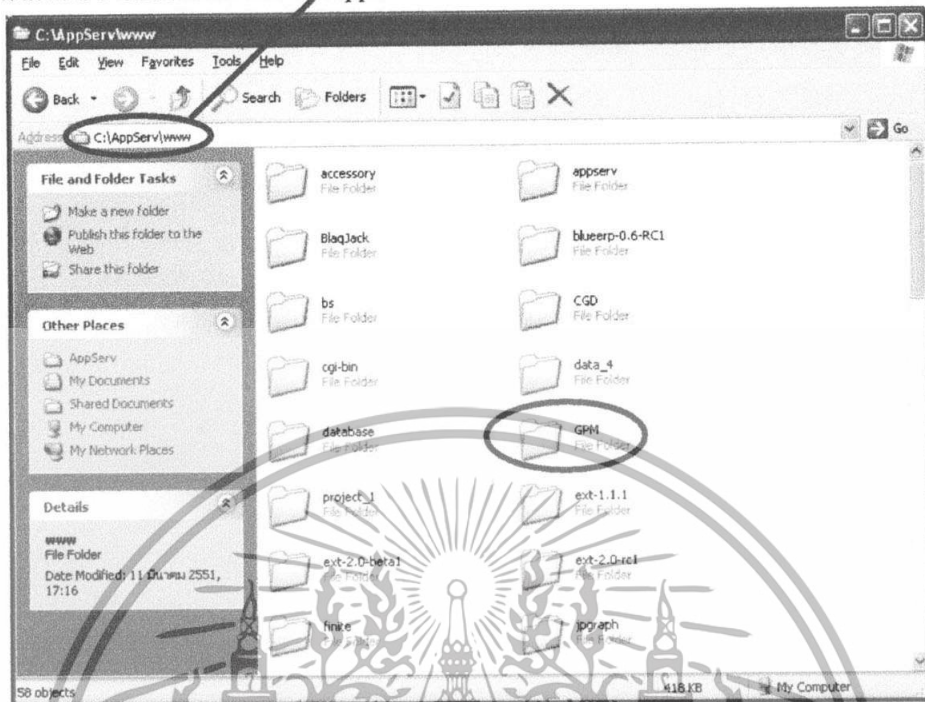 C:\AppServ\www
File Edit View Favorites Tools Help
Back Search Folders
Address C:\AppServ\www Go
File and Folder Tasks
Make a new folder
Publish this folder to the
Web
Share this folder
Other Places
AppServ
My Documents
Shared Documents
My Computer
My Network Places
Details
www
File Folder
Date Modified: 11 มีนาคม 2551,
17:16
accessory
File Folder
appserv
File Folder
BlaqJack
File Folder
blueerp-0.6-RC1
File Folder
bs
File Folder
CGD
File Folder
cgi-bin
File Folder
data_4
File Folder
database
File Folder
GPM
File Folder
project_1
File Folder
ext-1.1.1
File Folder
ext-2.0-beta1
File Folder
ext-2.0-rc1
File Folder
finike
File Folder
jpgraph
File Folder
58 objects
418 KB
My Computer